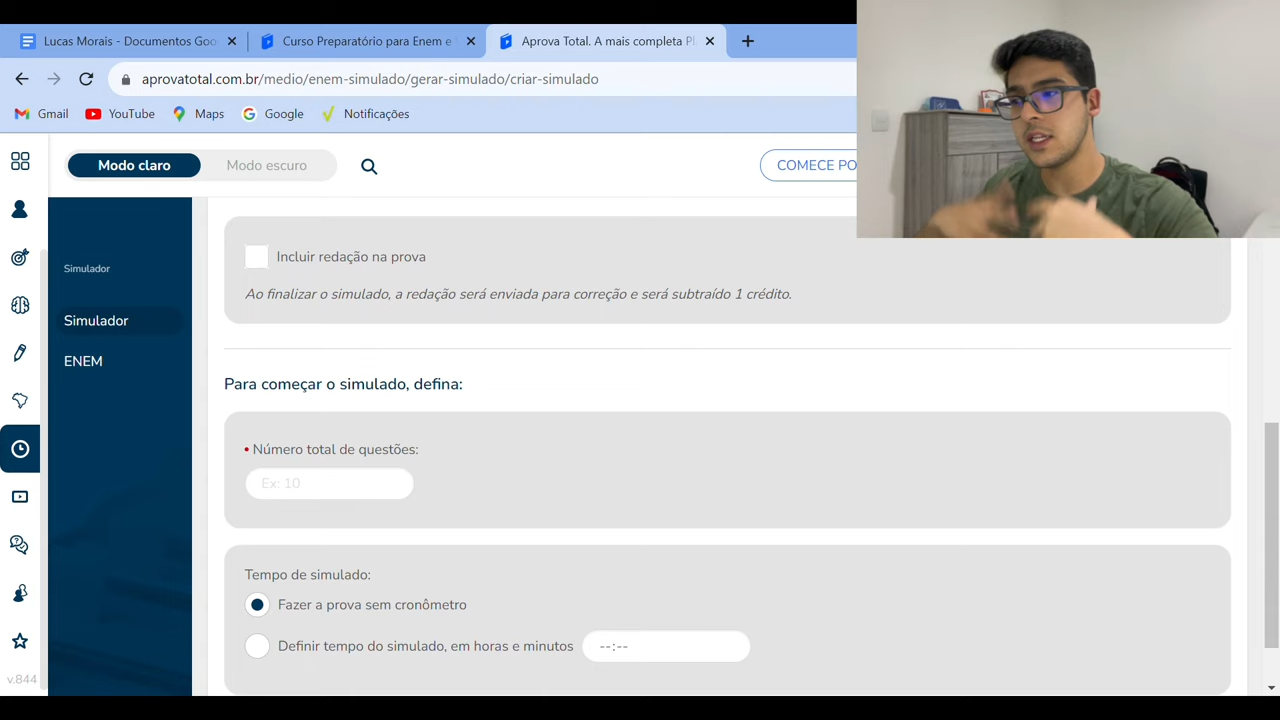 Lucas Morais - Documentos Goo
Curso Preparatório para Enem e
Aprova Total. A mais completa Pl
aprovatotal.com.br/medio/enem-simulado/gerar-simulado/criar-simulado
Gmail
YouTube
Maps
Google
Notificações
Modo claro
Modo escuro
COMECE PO
Simulador
Simulador
ENEM
Incluir redação na prova
Ao finalizar o simulado, a redação será enviada para correção e será subtraído 1 crédito.
Para começar o simulado, defina:
• Número total de questões:
Ex: 10
Tempo de simulado:
Fazer a prova sem cronômetro
Definir tempo do simulado, em horas e minutos
--:--
v.844